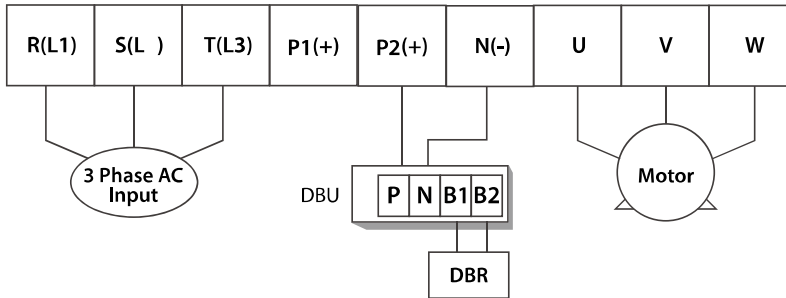 R(L1) S(L ) T(L3) P1(+) P2(+) N(-) U V W
3 Phase AC
Input
DBU
P N B1 B2
Motor
DBR